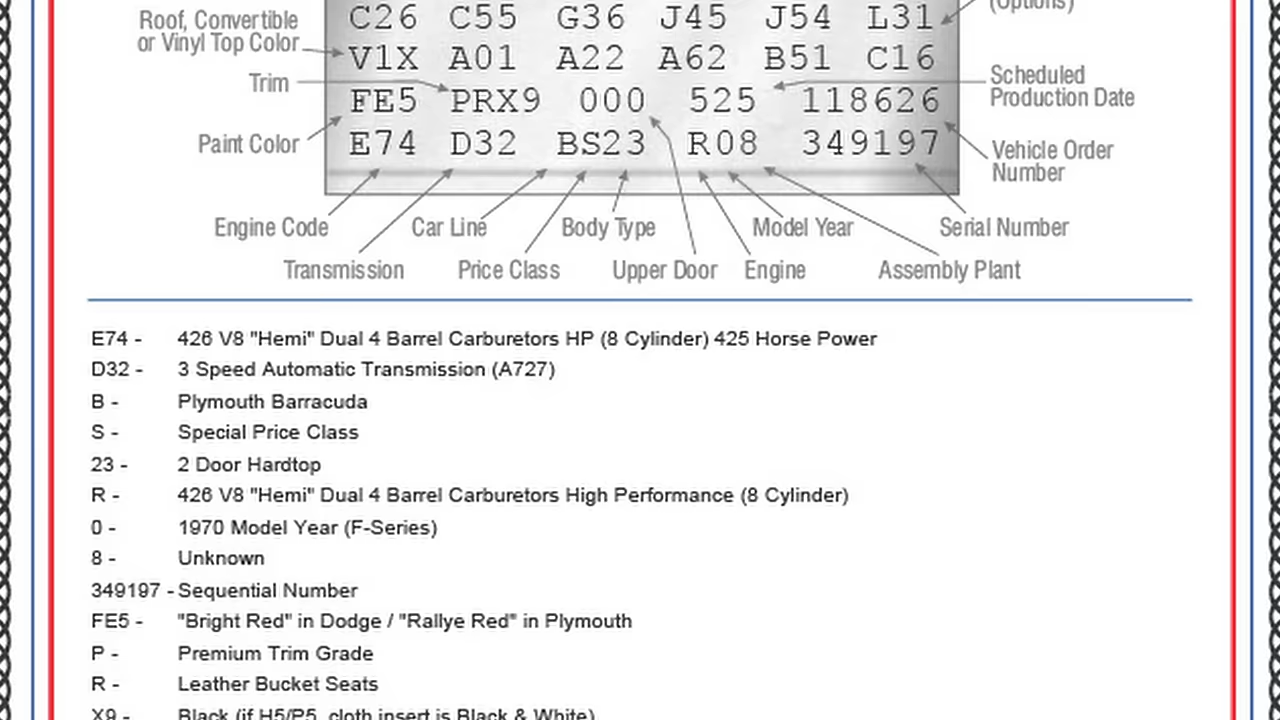 (Options)
Roof, Convertible
or Vinyl Top Color
C26 C55 G36 J45 J54 L31
V1X A01 A22 A62 B51 C16
Trim
Scheduled
Production Date
FE5 PRX9 000 525 118626
Paint Color
E74 D32 BS23 R08 349197
Vehicle Order
Number
Engine Code Car Line Body Type Model Year Serial Number
Transmission Price Class Upper Door Engine Assembly Plant
E74 - 426 V8 "Hemi" Dual 4 Barrel Carburetors HP (8 Cylinder) 425 Horse Power
D32 - 3 Speed Automatic Transmission (A727)
B - Plymouth Barracuda
S - Special Price Class
23 - 2 Door Hardtop
R - 426 V8 "Hemi" Dual 4 Barrel Carburetors High Performance (8 Cylinder)
0 - 1970 Model Year (F-Series)
8 - Unknown
349197 - Sequential Number
FE5 - "Bright Red" in Dodge / "Rallye Red" in Plymouth
P - Premium Trim Grade
R - Leather Bucket Seats
X9 - Black (if H5/P5, cloth insert is Black & White)